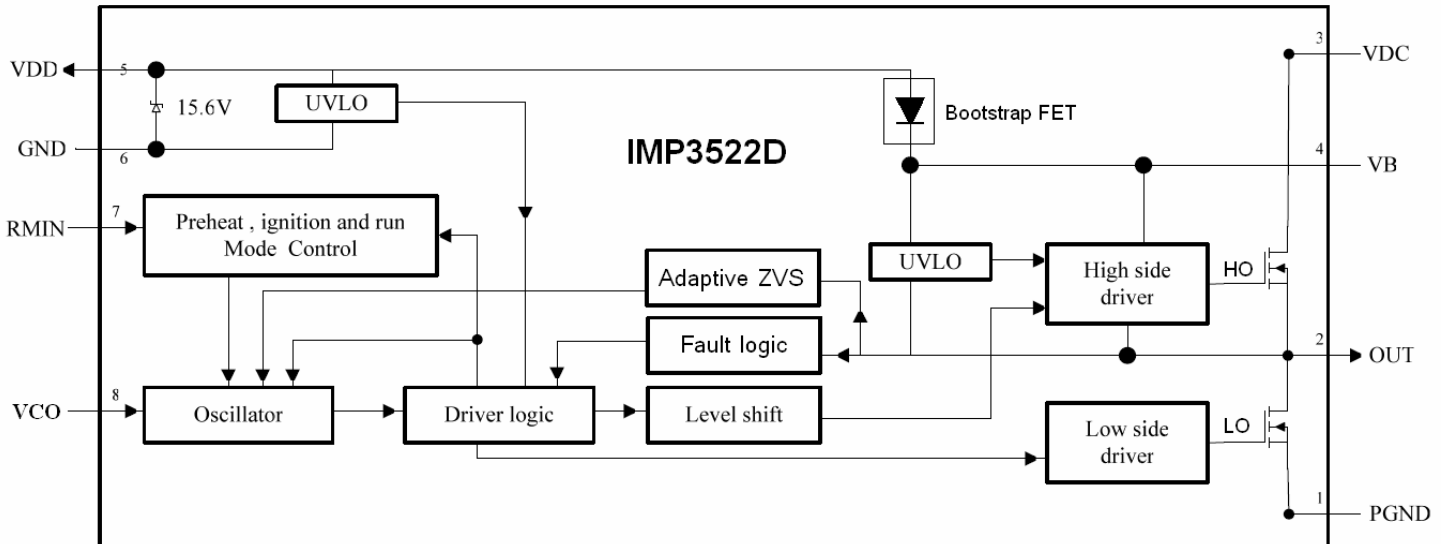 VDD
5
15.6V
UVLO
GND
6
IMP3522D
Bootstrap FET
3
VDC
4
VB
RMIN
7
Preheat , ignition and run
Mode Control
Adaptive ZVS
UVLO
High side
driver
HO
Fault logic
2
OUT
VCO
8
Oscillator
Driver logic
Level shift
Low side
driver
LO
1
PGND